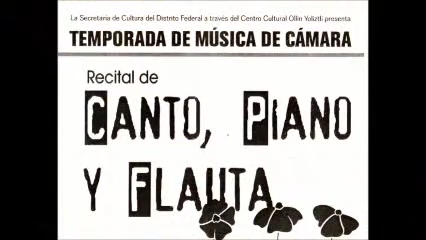 La Secretaría de Cultura del Distrito Federal a través del Centro Cultural Ollin Yoliztli presenta
TEMPORADA DE MÚSICA DE CÁMARA
Recital de
CANTO, PIANO
Y FLAUTA